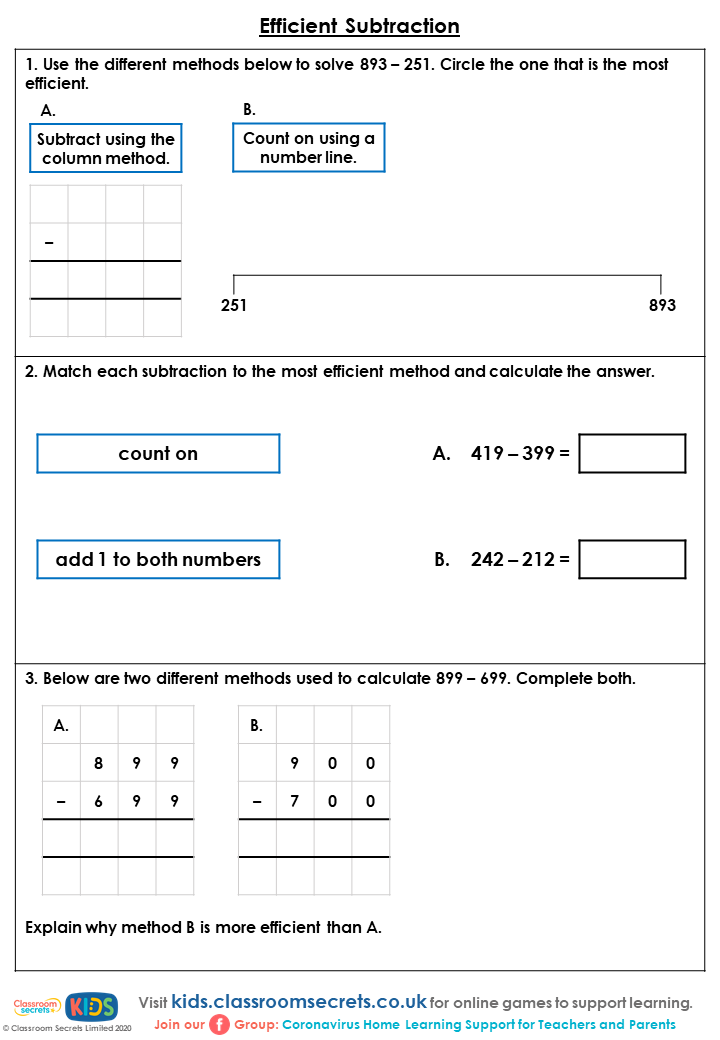 Efficient Subtraction
1. Use the different methods below to solve 893 – 251. Circle the one that is the most
efficient.
A.
B.
Subtract using the
column method.
Count on using a
number line.
–
251
893
2. Match each subtraction to the most efficient method and calculate the answer.
count on
A. 419 – 399 =
add 1 to both numbers
B. 242 – 212 =
3. Below are two different methods used to calculate 899 – 699. Complete both.
A.
8 9 9
– 6 9 9
B.
9 0 0
– 7 0 0
Explain why method B is more efficient than A.
Classroom
secrets
KIDS
© Classroom Secrets Limited 2020
Visit kids.classroomsecrets.co.uk for online games to support learning.
Join our f Group: Coronavirus Home Learning Support for Teachers and Parents